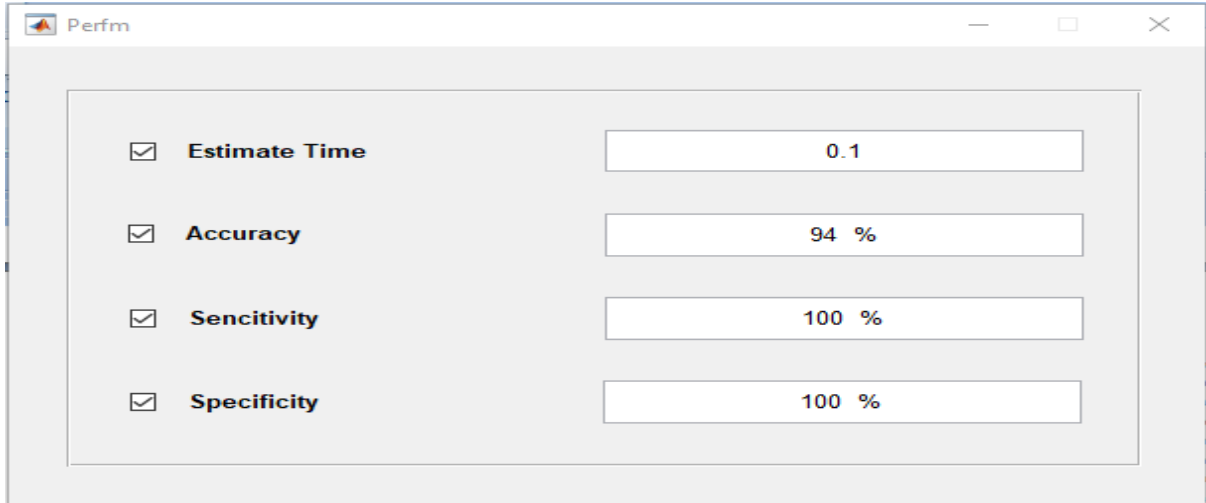 Perfm
Estimate Time 0.1
Accuracy 94 %
Sencitivity 100 %
Specificity 100 %